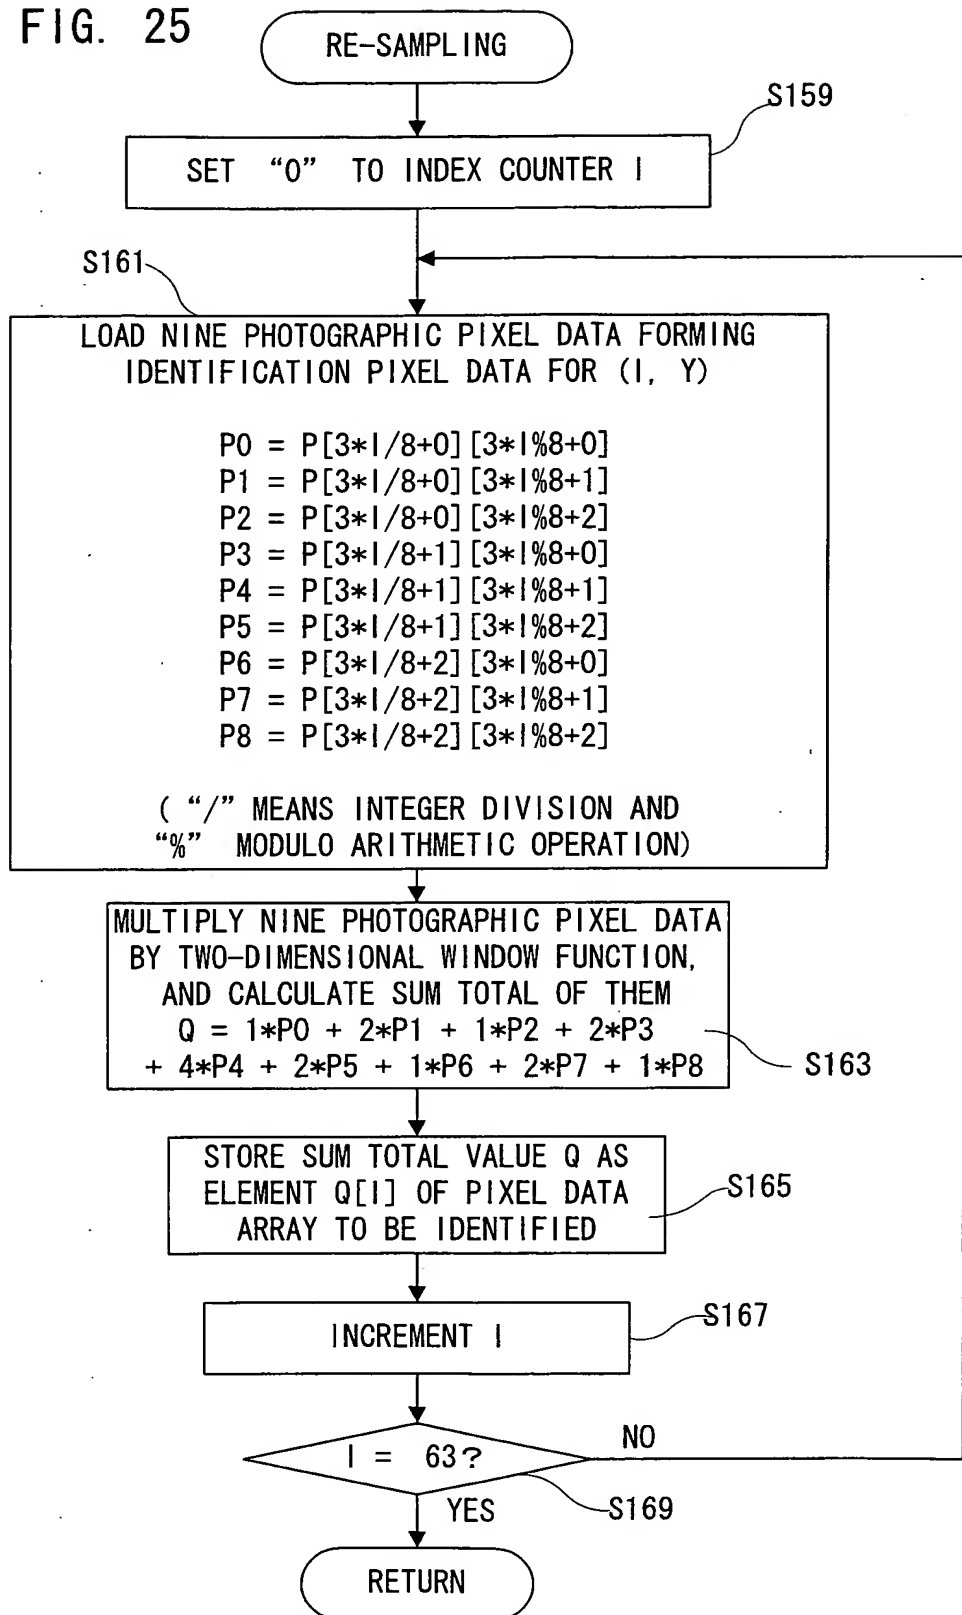 FIG. 25
RE-SAMPLING
S159
SET “0” TO INDEX COUNTER I
S161
LOAD NINE PHOTOGRAPHIC PIXEL DATA FORMING
IDENTIFICATION PIXEL DATA FOR (I, Y)
P0 = P[3*I/8+0][3*I%8+0]
P1 = P[3*I/8+0][3*I%8+1]
P2 = P[3*I/8+0][3*I%8+2]
P3 = P[3*I/8+1][3*I%8+0]
P4 = P[3*I/8+1][3*I%8+1]
P5 = P[3*I/8+1][3*I%8+2]
P6 = P[3*I/8+2][3*I%8+0]
P7 = P[3*I/8+2][3*I%8+1]
P8 = P[3*I/8+2][3*I%8+2]
( “/” MEANS INTEGER DIVISION AND
“%” MODULO ARITHMETIC OPERATION)
MULTIPLY NINE PHOTOGRAPHIC PIXEL DATA
BY TWO-DIMENSIONAL WINDOW FUNCTION,
AND CALCULATE SUM TOTAL OF THEM
Q = 1*P0 + 2*P1 + 1*P2 + 2*P3
+ 4*P4 + 2*P5 + 1*P6 + 2*P7 + 1*P8
S163
STORE SUM TOTAL VALUE Q AS
ELEMENT Q[I] OF PIXEL DATA
ARRAY TO BE IDENTIFIED
S165
INCREMENT I
S167
I = 63?
NO
S169
YES
RETURN